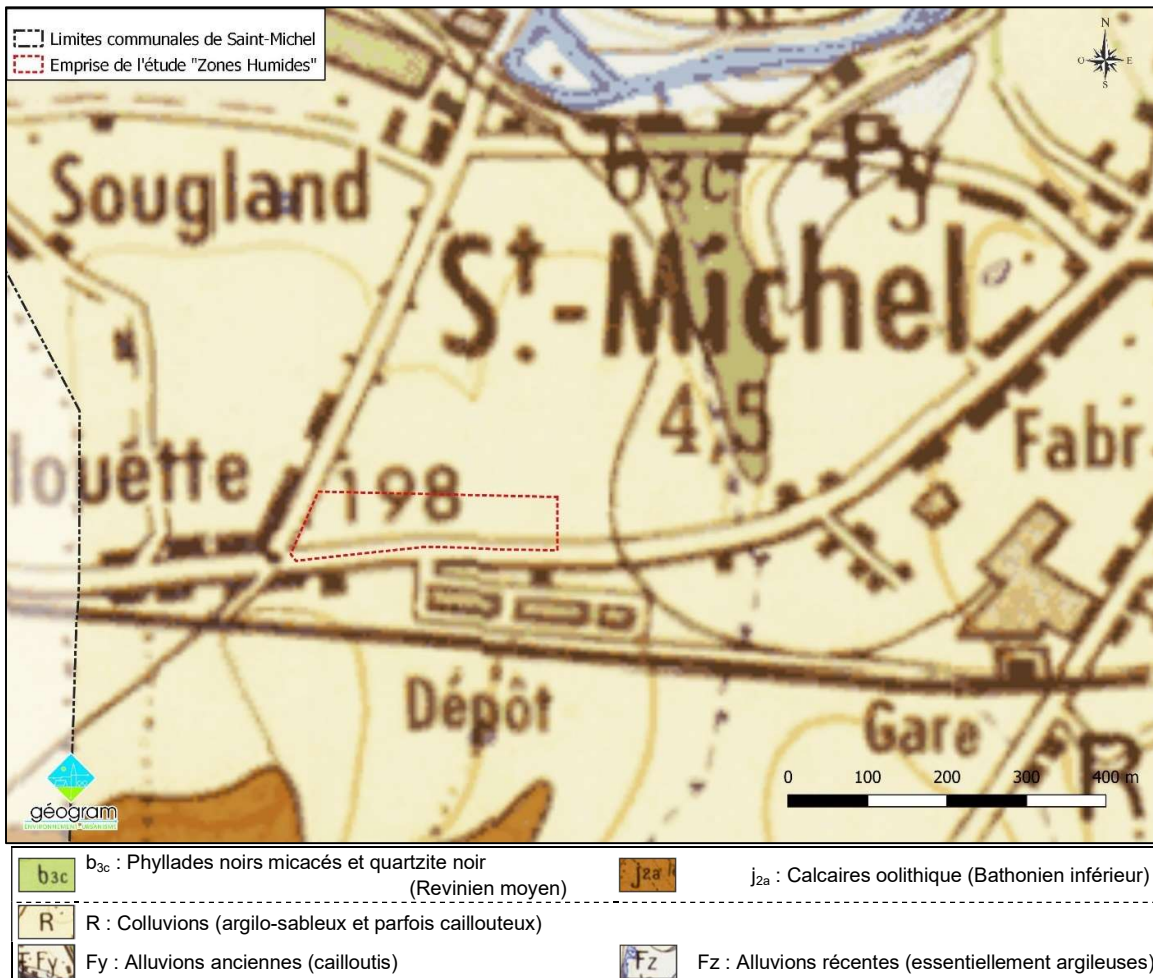 Limites communales de Saint-Michel
Emprise de l'étude "Zones Humides"
N
O E
S
Sougland
b3c
Fy
St-Michel
4,5
Fabr
louëtte
198
Dépôt
Gare
R
0 100 200 300 400 m
géogram
ENVIRONNEMENT URBANISME
b3c
b3c : Phyllades noirs micacés et quartzite noir
(Revinien moyen)
j2a
j2a : Calcaires oolithique (Bathonien inférieur)
R
R : Colluvions (argilo-sableux et parfois caillouteux)
Fy
Fy : Alluvions anciennes (cailloutis)
Fz
Fz : Alluvions récentes (essentiellement argileuses)